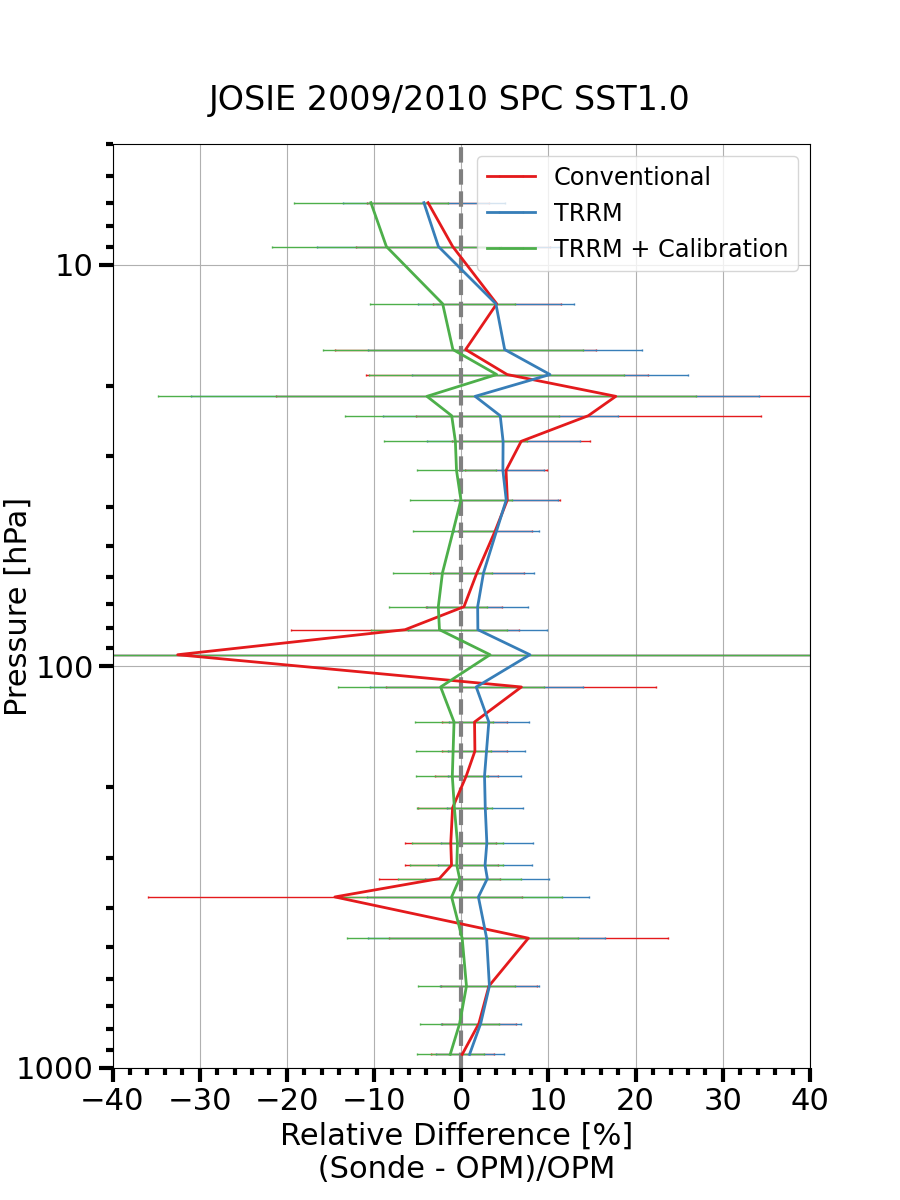 JOSIE 2009/2010 SPC SST1.0
Conventional
TRRM
TRRM + Calibration
10
100
1000
Pressure [hPa]
−40 −30 −20 −10 0 10 20 30 40
Relative Difference [%]
(Sonde - OPM)/OPM